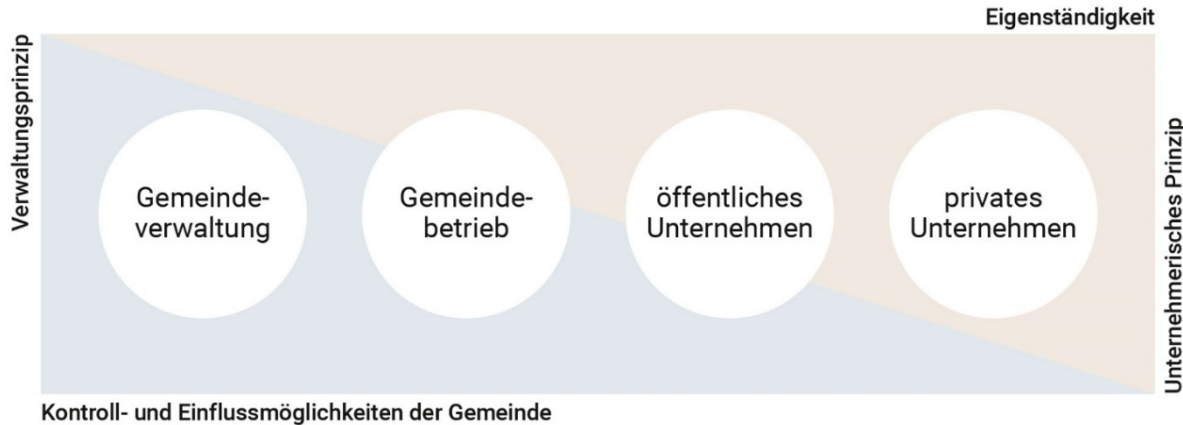 Eigenständigkeit
Verwaltungsprinzip
Gemeinde-
verwaltung
Gemeinde-
betrieb
öffentliches
Unternehmen
privates
Unternehmen
Unternehmerisches Prinzip
Kontroll- und Einflussmöglichkeiten der Gemeinde